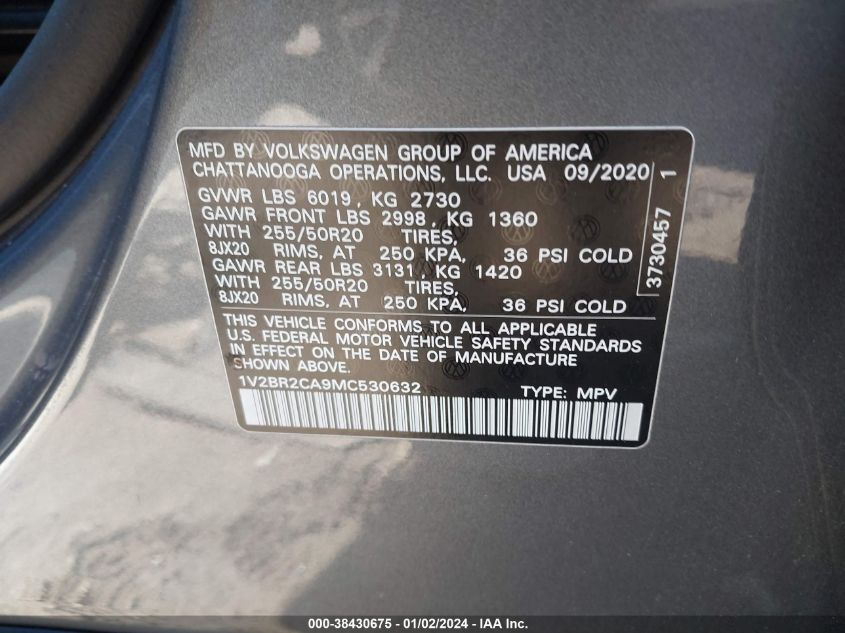 MFD BY VOLKSWAGEN GROUP OF AMERICA
CHATTANOOGA OPERATIONS, LLC. USA 09/2020
GVWR LBS 6019, KG 2730
GAWR FRONT LBS 2998, KG 1360
WITH 255/50R20 TIRES,
8JX20 RIMS, AT 250 KPA, 36 PSI COLD
GAWR REAR LBS 3131, KG 1420
WITH 255/50R20 TIRES,
8JX20 RIMS, AT 250 KPA, 36 PSI COLD
3730457 1
THIS VEHICLE CONFORMS TO ALL APPLICABLE
U.S. FEDERAL MOTOR VEHICLE SAFETY STANDARDS
IN EFFECT ON THE DATE OF MANUFACTURE
SHOWN ABOVE.
1V2BR2CA9MC530632 TYPE: MPV
000-38430675 - 01/02/2024 - IAA Inc.